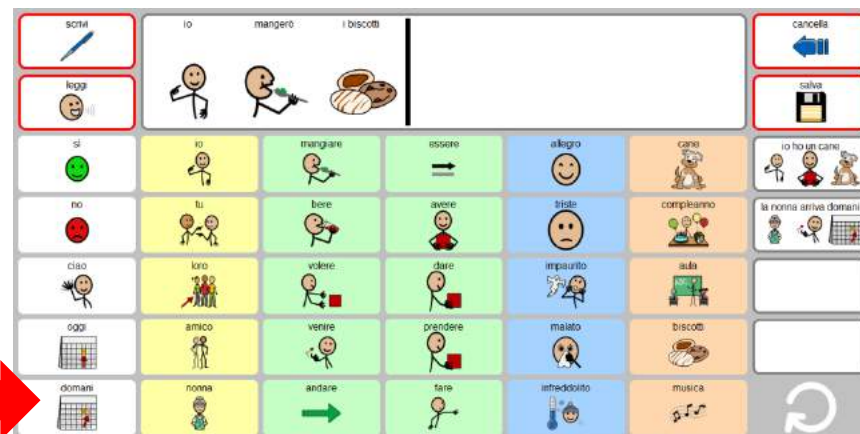 scrivi
io mangerò i biscotti
cancella
leggi
salva
sì io mangiare essere allegro cane io ho un cane
no tu bere avere triste compleanno la nonna arriva domani
ciao loro volere dare impaurito aula
oggi amico venire prendere malato biscotti
domani nonna andare fare infreddolito musica